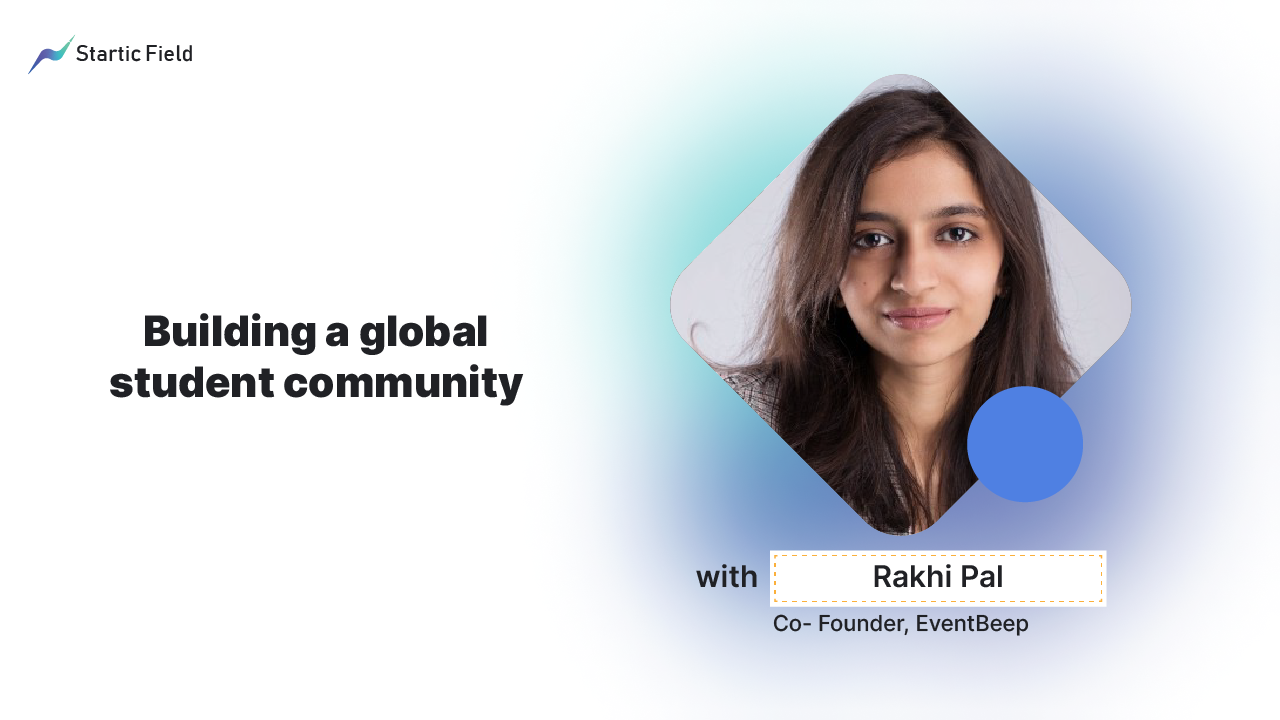 Startic Field
Building a global
student community
with Rakhi Pal
Co- Founder, EventBeep